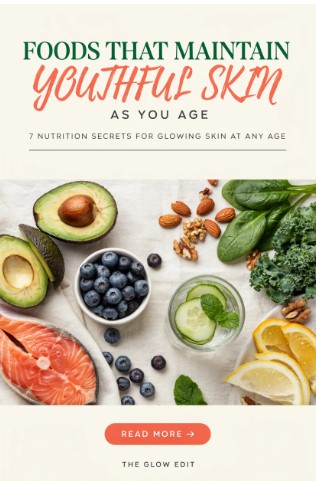 FOODS THAT MAINTAIN
YOUTHFUL SKIN
AS YOU AGE
7 NUTRITION SECRETS FOR GLOWING SKIN AT ANY AGE
READ MORE →
THE GLOW EDIT